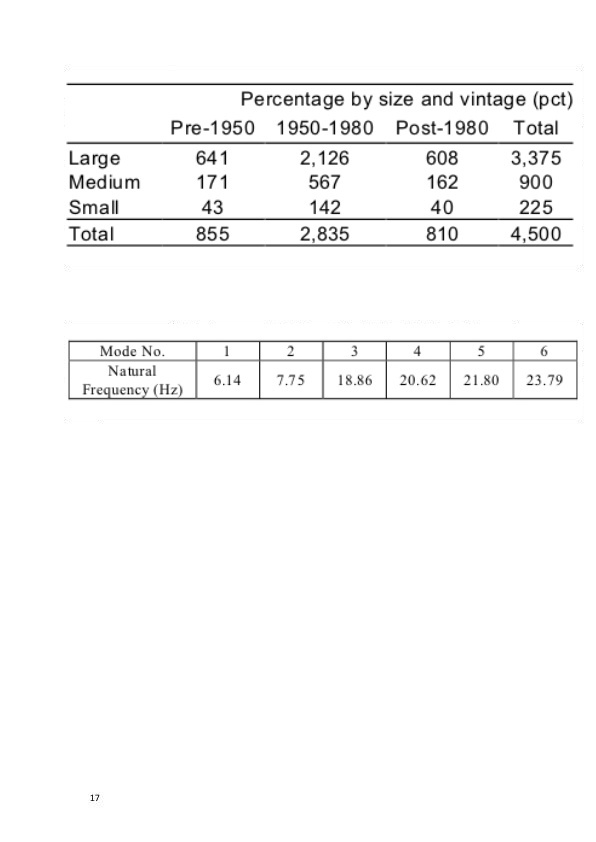 Percentage by size and vintage (pct)
Pre-1950 1950-1980 Post-1980 Total
Large 641 2,126 608 3,375
Medium 171 567 162 900
Small 43 142 40 225
Total 855 2,835 810 4,500
Mode No. 1 2 3 4 5 6
Natural
Frequency (Hz) 6.14 7.75 18.86 20.62 21.80 23.79
17